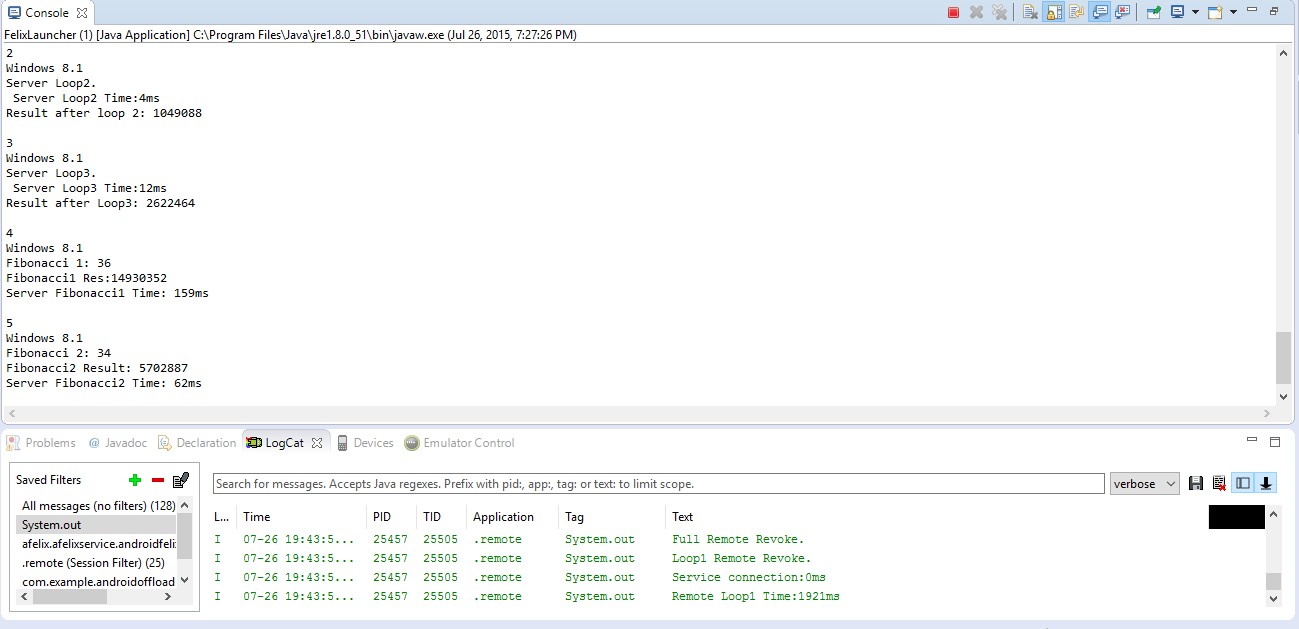 Console
FelixLauncher (1) [Java Application] C:\Program Files\Java\jre1.8.0_51\bin\javaw.exe (Jul 26, 2015, 7:27:26 PM)
2
Windows 8.1
Server Loop2.
Server Loop2 Time:4ms
Result after loop 2: 1049088
3
Windows 8.1
Server Loop3.
Server Loop3 Time:12ms
Result after Loop3: 2622464
4
Windows 8.1
Fibonacci 1: 36
Fibonacci1 Res:14930352
Server Fibonacci1 Time: 159ms
5
Windows 8.1
Fibonacci 2: 34
Fibonacci2 Result: 5702887
Server Fibonacci2 Time: 62ms
Problems @ Javadoc Declaration LogCat Devices Emulator Control
Saved Filters
All messages (no filters) (128)
System.out
afelix.afelixservice.androidfelix
.remote (Session Filter) (25)
com.example.androidoffload
Search for messages. Accepts Java regexes. Prefix with pid:, app:, tag: or text: to limit scope.
verbose
L... Time PID TID Application Tag Text
I 07-26 19:43:5... 25457 25505 .remote System.out Full Remote Revoke.
I 07-26 19:43:5... 25457 25505 .remote System.out Loop1 Remote Revoke.
I 07-26 19:43:5... 25457 25505 .remote System.out Service connection:0ms
I 07-26 19:43:5... 25457 25505 .remote System.out Remote Loop1 Time:1921ms